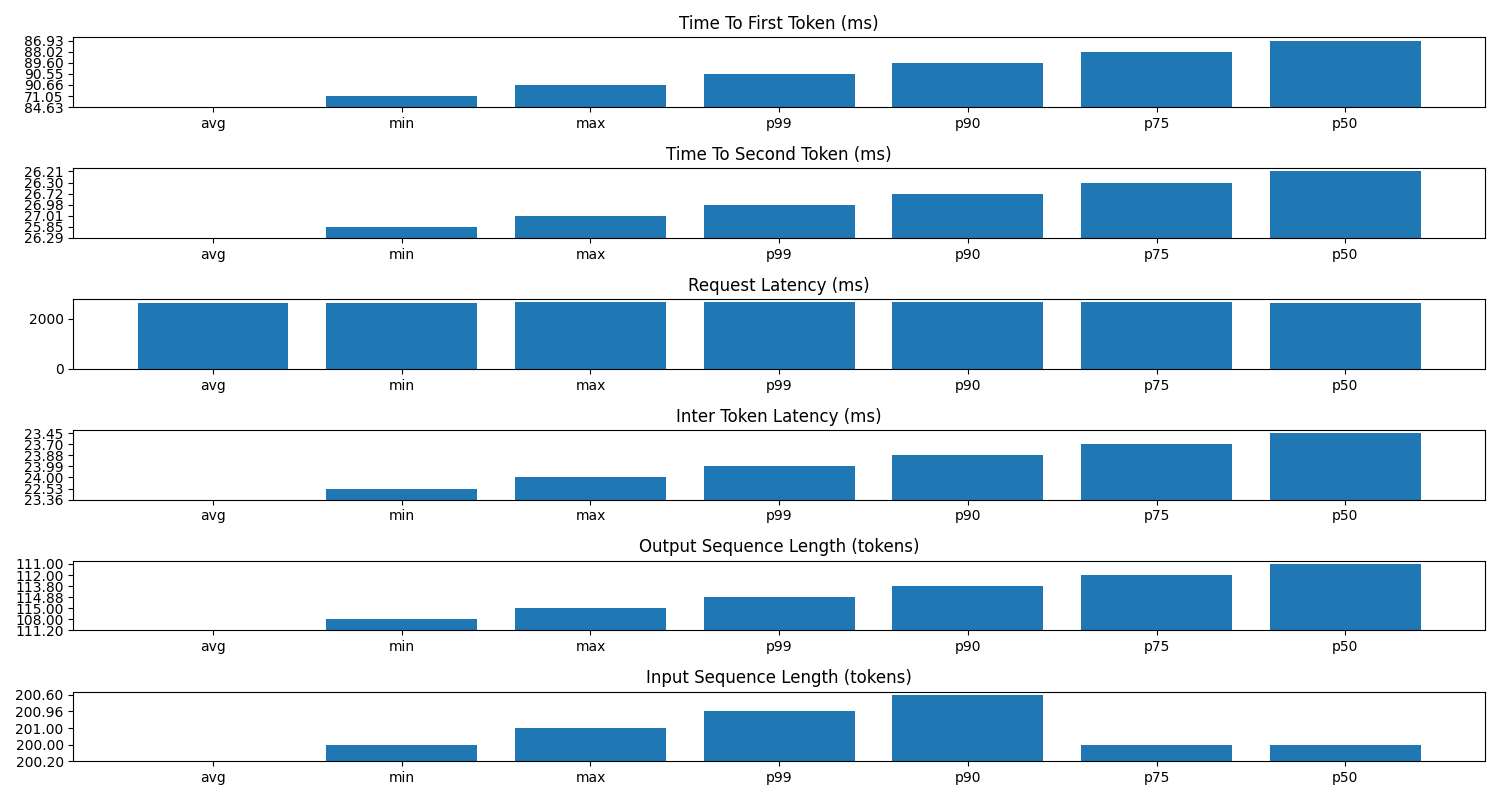 Time To First Token (ms)
86.93
88.02
89.60
90.55
90.66
71.05
84.63
avg min max p99 p90 p75 p50
Time To Second Token (ms)
26.21
26.30
26.72
26.98
27.01
25.85
26.29
avg min max p99 p90 p75 p50
Request Latency (ms)
2000
0
avg min max p99 p90 p75 p50
Inter Token Latency (ms)
23.45
23.70
23.88
23.99
24.00
22.53
23.36
avg min max p99 p90 p75 p50
Output Sequence Length (tokens)
111.00
112.00
113.80
114.88
115.00
108.00
111.20
avg min max p99 p90 p75 p50
Input Sequence Length (tokens)
200.60
200.96
201.00
200.00
200.20
avg min max p99 p90 p75 p50